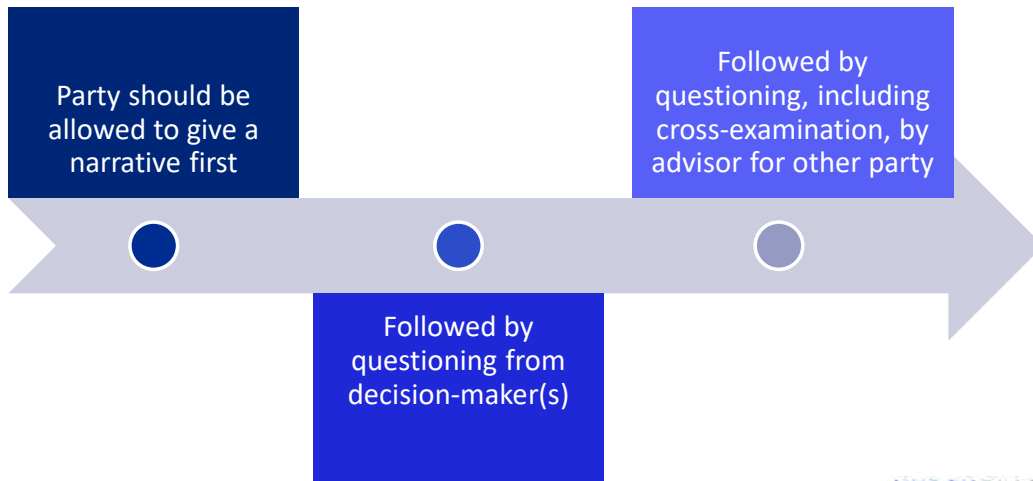 Party should be
allowed to give a
narrative first
Followed by
questioning from
decision-maker(s)
Followed by
questioning, including
cross-examination, by
advisor for other party